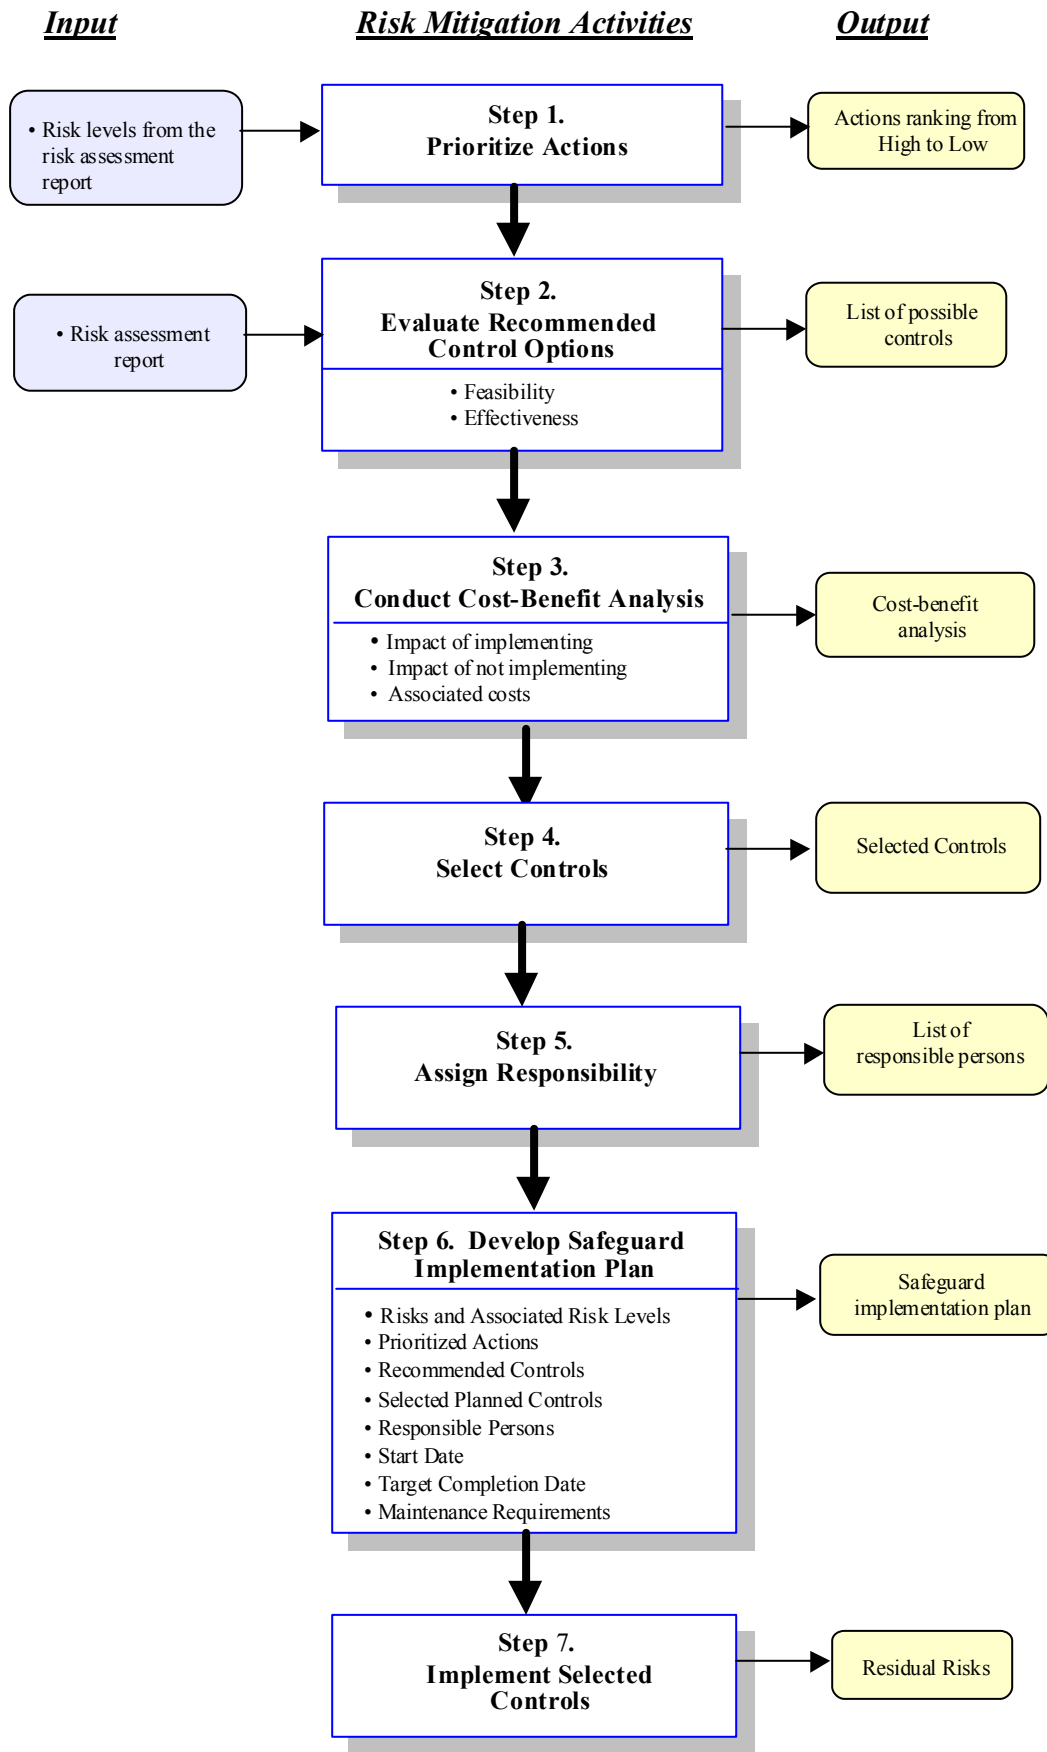 Input
Risk Mitigation Activities
Output
• Risk levels from the
risk assessment
report
Step 1.
Prioritize Actions
Actions ranking from
High to Low
• Risk assessment
report
Step 2.
Evaluate Recommended
Control Options
• Feasibility
• Effectiveness
List of possible
controls
Step 3.
Conduct Cost-Benefit Analysis
• Impact of implementing
• Impact of not implementing
• Associated costs
Cost-benefit
analysis
Step 4.
Select Controls
Selected Controls
Step 5.
Assign Responsibility
List of
responsible persons
Step 6. Develop Safeguard
Implementation Plan
• Risks and Associated Risk Levels
• Prioritized Actions
• Recommended Controls
• Selected Planned Controls
• Responsible Persons
• Start Date
• Target Completion Date
• Maintenance Requirements
Safeguard
implementation plan
Step 7.
Implement Selected
Controls
Residual Risks